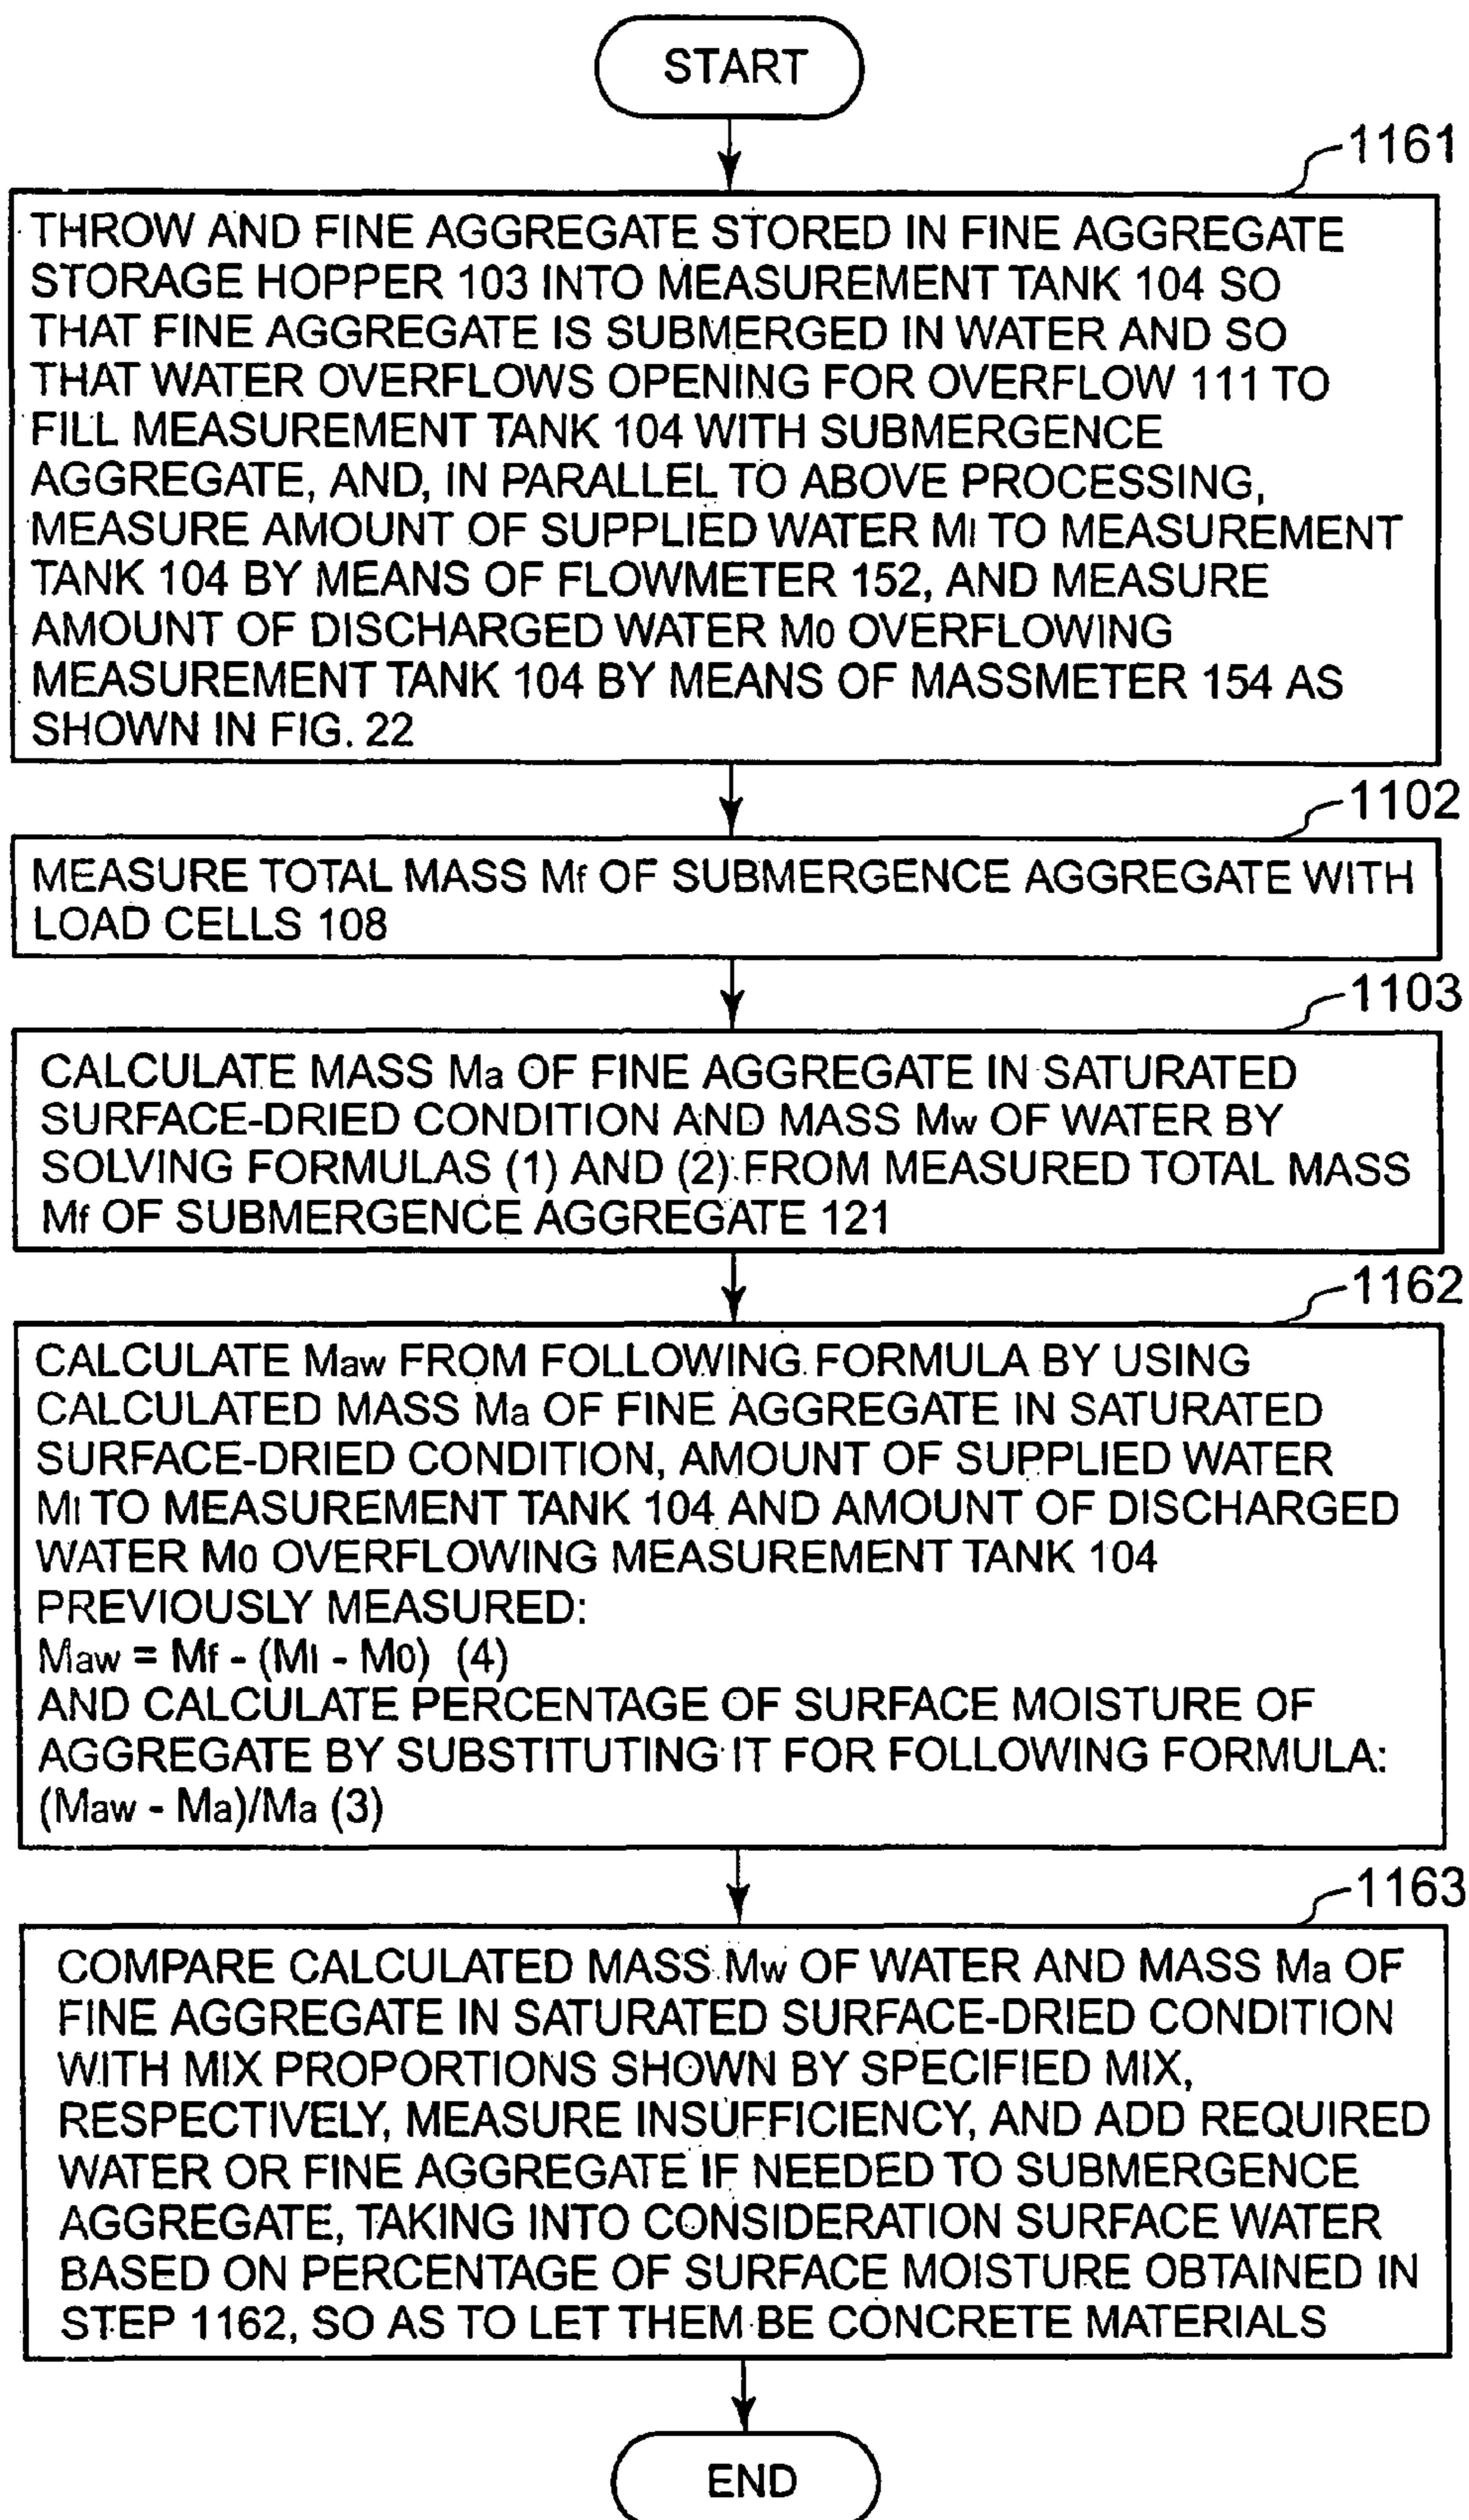 START
1161
THROW AND FINE AGGREGATE STORED IN FINE AGGREGATE
STORAGE HOPPER 103 INTO MEASUREMENT TANK 104 SO
THAT FINE AGGREGATE IS SUBMERGED IN WATER AND SO
THAT WATER OVERFLOWS OPENING FOR OVERFLOW 111 TO
FILL MEASUREMENT TANK 104 WITH SUBMERGENCE
AGGREGATE, AND, IN PARALLEL TO ABOVE PROCESSING,
MEASURE AMOUNT OF SUPPLIED WATER MI TO MEASUREMENT
TANK 104 BY MEANS OF FLOWMETER 152, AND MEASURE
AMOUNT OF DISCHARGED WATER M0 OVERFLOWING
MEASUREMENT TANK 104 BY MEANS OF MASSMETER 154 AS
SHOWN IN FIG. 22
1102
MEASURE TOTAL MASS Mf OF SUBMERGENCE AGGREGATE WITH
LOAD CELLS 108
1103
CALCULATE MASS Ma OF FINE AGGREGATE IN SATURATED
SURFACE-DRIED CONDITION AND MASS Mw OF WATER BY
SOLVING FORMULAS (1) AND (2) FROM MEASURED TOTAL MASS
Mf OF SUBMERGENCE AGGREGATE 121
1162
CALCULATE Maw FROM FOLLOWING FORMULA BY USING
CALCULATED MASS Ma OF FINE AGGREGATE IN SATURATED
SURFACE-DRIED CONDITION, AMOUNT OF SUPPLIED WATER
MI TO MEASUREMENT TANK 104 AND AMOUNT OF DISCHARGED
WATER M0 OVERFLOWING MEASUREMENT TANK 104
PREVIOUSLY MEASURED:
Maw = Mf - (MI - M0) (4)
AND CALCULATE PERCENTAGE OF SURFACE MOISTURE OF
AGGREGATE BY SUBSTITUTING IT FOR FOLLOWING FORMULA:
(Maw - Ma)/Ma (3)
1163
COMPARE CALCULATED MASS Mw OF WATER AND MASS Ma OF
FINE AGGREGATE IN SATURATED SURFACE-DRIED CONDITION
WITH MIX PROPORTIONS SHOWN BY SPECIFIED MIX,
RESPECTIVELY, MEASURE INSUFFICIENCY, AND ADD REQUIRED
WATER OR FINE AGGREGATE IF NEEDED TO SUBMERGENCE
AGGREGATE, TAKING INTO CONSIDERATION SURFACE WATER
BASED ON PERCENTAGE OF SURFACE MOISTURE OBTAINED IN
STEP 1162, SO AS TO LET THEM BE CONCRETE MATERIALS
END